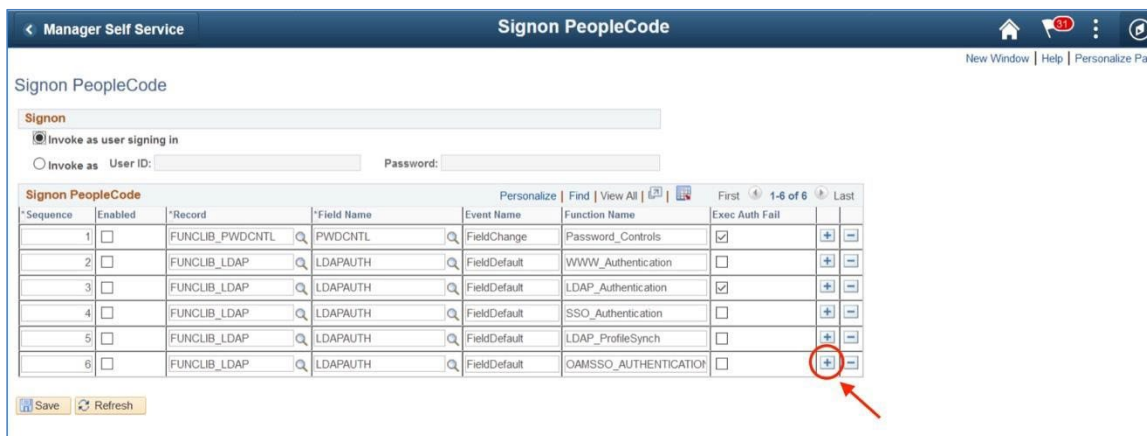 Manager Self Service Signon PeopleCode 31
New Window | Help | Personalize Pa
Signon PeopleCode
Signon
Invoke as user signing in
Invoke as User ID: Password:
Signon PeopleCode Personalize | Find | View All | First 1-6 of 6 Last
*Sequence Enabled *Record *Field Name Event Name Function Name Exec Auth Fail
1 FUNCLIB_PWDCNTL PWDCNTL FieldChange Password_Controls
2 FUNCLIB_LDAP LDAPAUTH FieldDefault WWW_Authentication
3 FUNCLIB_LDAP LDAPAUTH FieldDefault LDAP_Authentication
4 FUNCLIB_LDAP LDAPAUTH FieldDefault SSO_Authentication
5 FUNCLIB_LDAP LDAPAUTH FieldDefault LDAP_ProfileSynch
6 FUNCLIB_LDAP LDAPAUTH FieldDefault OAMSSO_AUTHENTICATION
Save Refresh